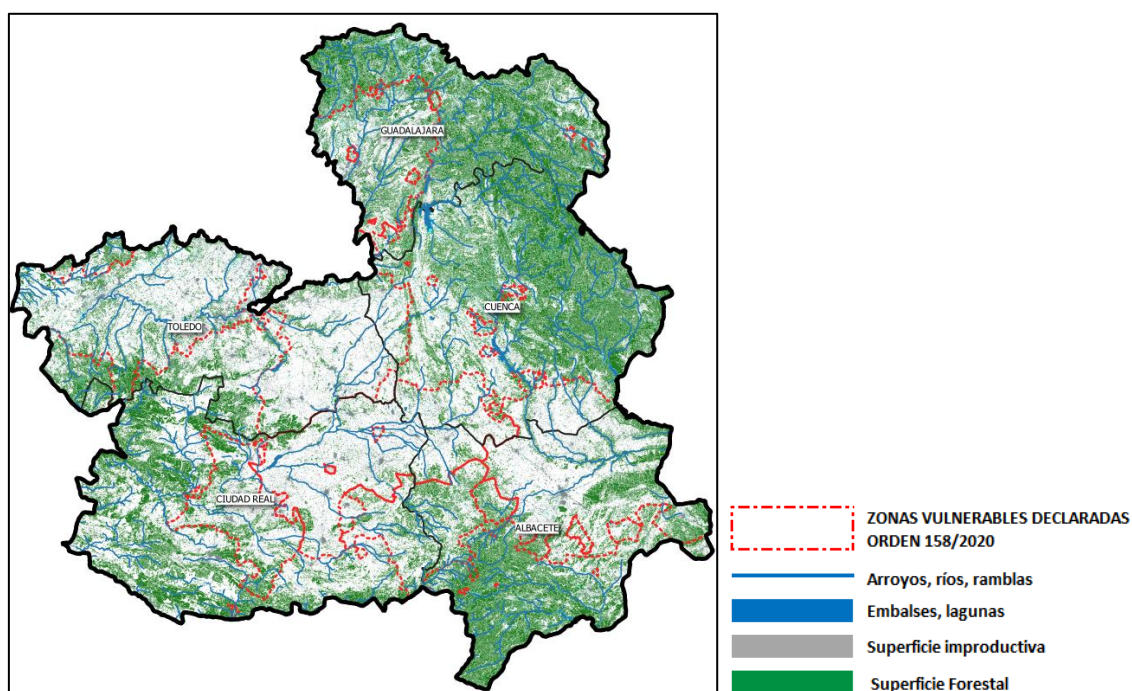 GUADALAJARA
CUENCA
TOLEDO
CIUDAD REAL
ALBACETE
ZONAS VULNERABLES DECLARADAS
ORDEN 158/2020
Arroyos, ríos, ramblas
Embalses, lagunas
Superficie improductiva
Superficie Forestal